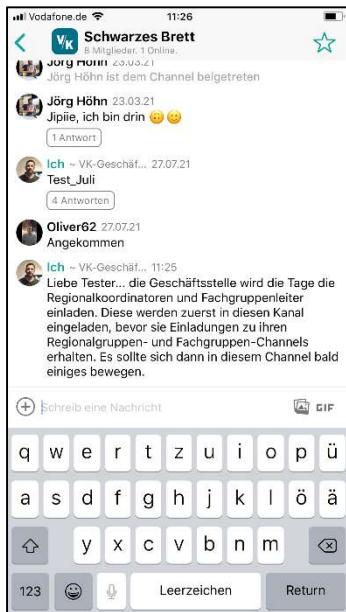 Vodafone.de 11:26
V/K Schwarzes Brett
8 Mitglieder. 1 Online.
Jörg Höhn 23.03.21
Jörg Höhn ist dem Channel beigetreten
Jörg Höhn 23.03.21
Jipiie, ich bin drin
1 Antwort
Ich ~ VK-Geschäf... 27.07.21
Test_Juli
4 Antworten
Oliver62 27.07.21
Angekommen
Ich ~ VK-Geschäf... 11:25
Liebe Tester... die Geschäftsstelle wird die Tage die
Regionalkoordinatoren und Fachgruppenleiter
einladen. Diese werden zuerst in diesen Kanal
eingeladen, bevor sie Einladungen zu ihren
Regionalgruppen- und Fachgruppen-Channels
erhalten. Es sollte sich dann in diesem Channel bald
einiges bewegen.
Schreib eine Nachricht GIF
q w e r t z u i o p ü
a s d f g h j k l ö ä
y x c v b n m
123 Leerzeichen Return